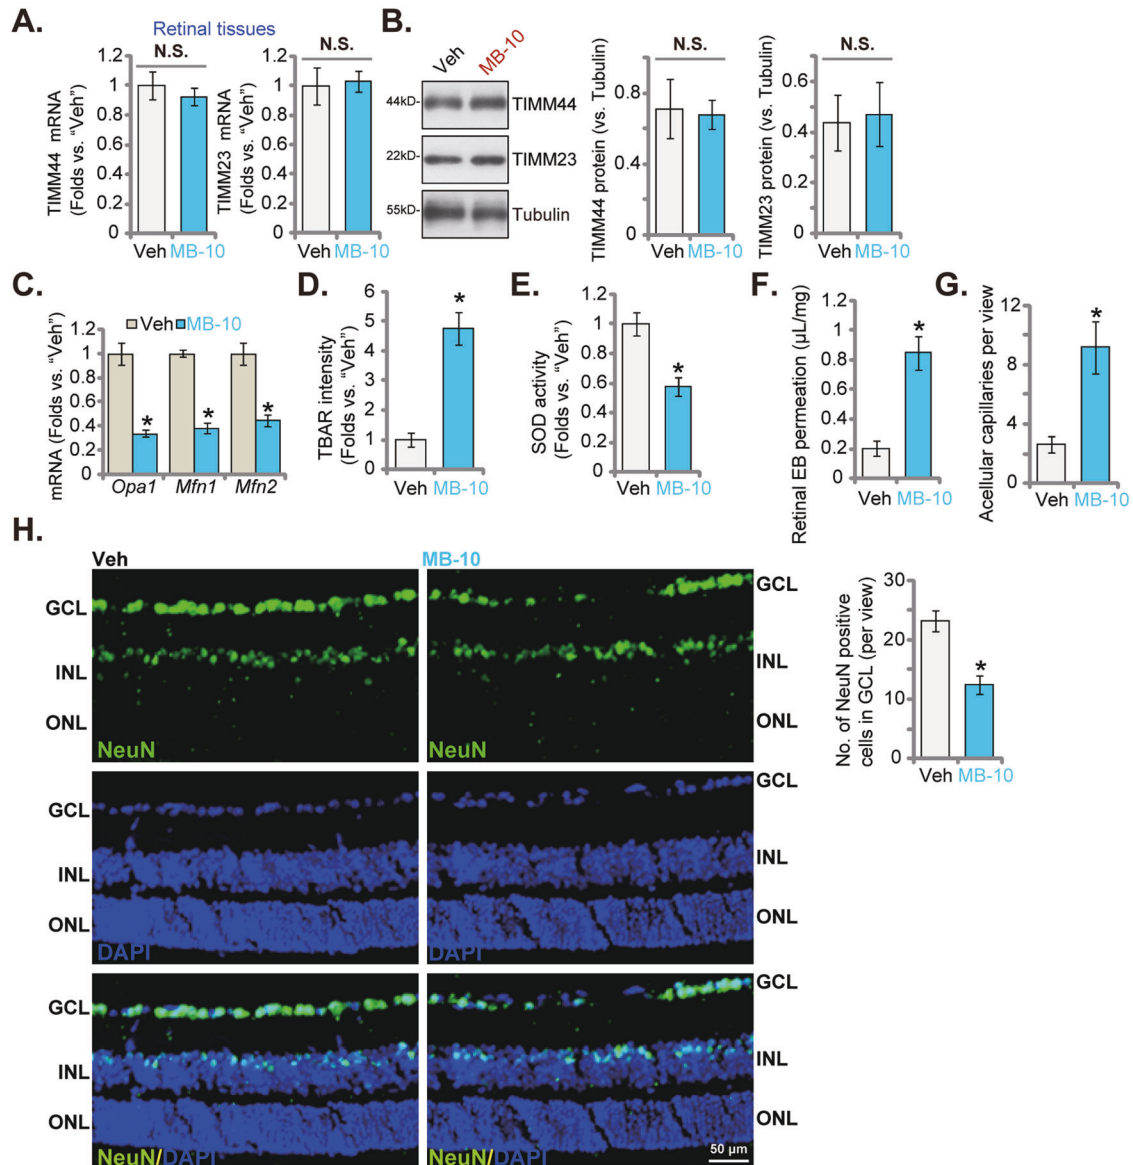 A.
Retinal tissues
TIMM44 mRNA
(Folds vs. “Veh”)
1.2
1
0.8
0.6
0.4
0.2
0
N.S.
Veh MB-10
TIMM23 mRNA
(Folds vs. “Veh”)
1.2
1
0.8
0.6
0.4
0.2
0
N.S.
Veh MB-10
B.
Veh
MB-10
44kD-
TIMM44
22kD-
TIMM23
55kD-
Tubulin
TIMM44 protein (vs. Tubulin)
1
0.8
0.4
0
N.S.
Veh MB-10
TIMM23 protein (vs. Tubulin)
0.6
0.4
0.2
0
N.S.
Veh MB-10
C.
Veh MB-10
mRNA (Folds vs. “Veh”)
1.2
1
0.8
0.6
0.4
0.2
0
* * *
Opa1 Mfn1 Mfn2
D.
TBAR intensity
(Folds vs. “Veh”)
6
5
4
3
2
1
0
*
Veh MB-10
E.
SOD activity
(Folds vs. “Veh”)
1.2
1
0.8
0.6
0.4
0.2
0
*
Veh MB-10
F.
Retinal EB permeation (μL/mg)
1.2
1
0.8
0.6
0.4
0.2
0
*
Veh MB-10
G.
Acellular capillaries per view
12
9
6
3
0
*
Veh MB-10
H.
Veh
MB-10
GCL
INL
ONL
NeuN
GCL
INL
ONL
NeuN
GCL
INL
ONL
DAPI
GCL
INL
ONL
DAPI
GCL
INL
ONL
NeuN/DAPI
GCL
INL
ONL
NeuN/DAPI
50 μm
No. of NeuN positive
cells in GCL (per view)
30
20
10
0
*
Veh MB-10